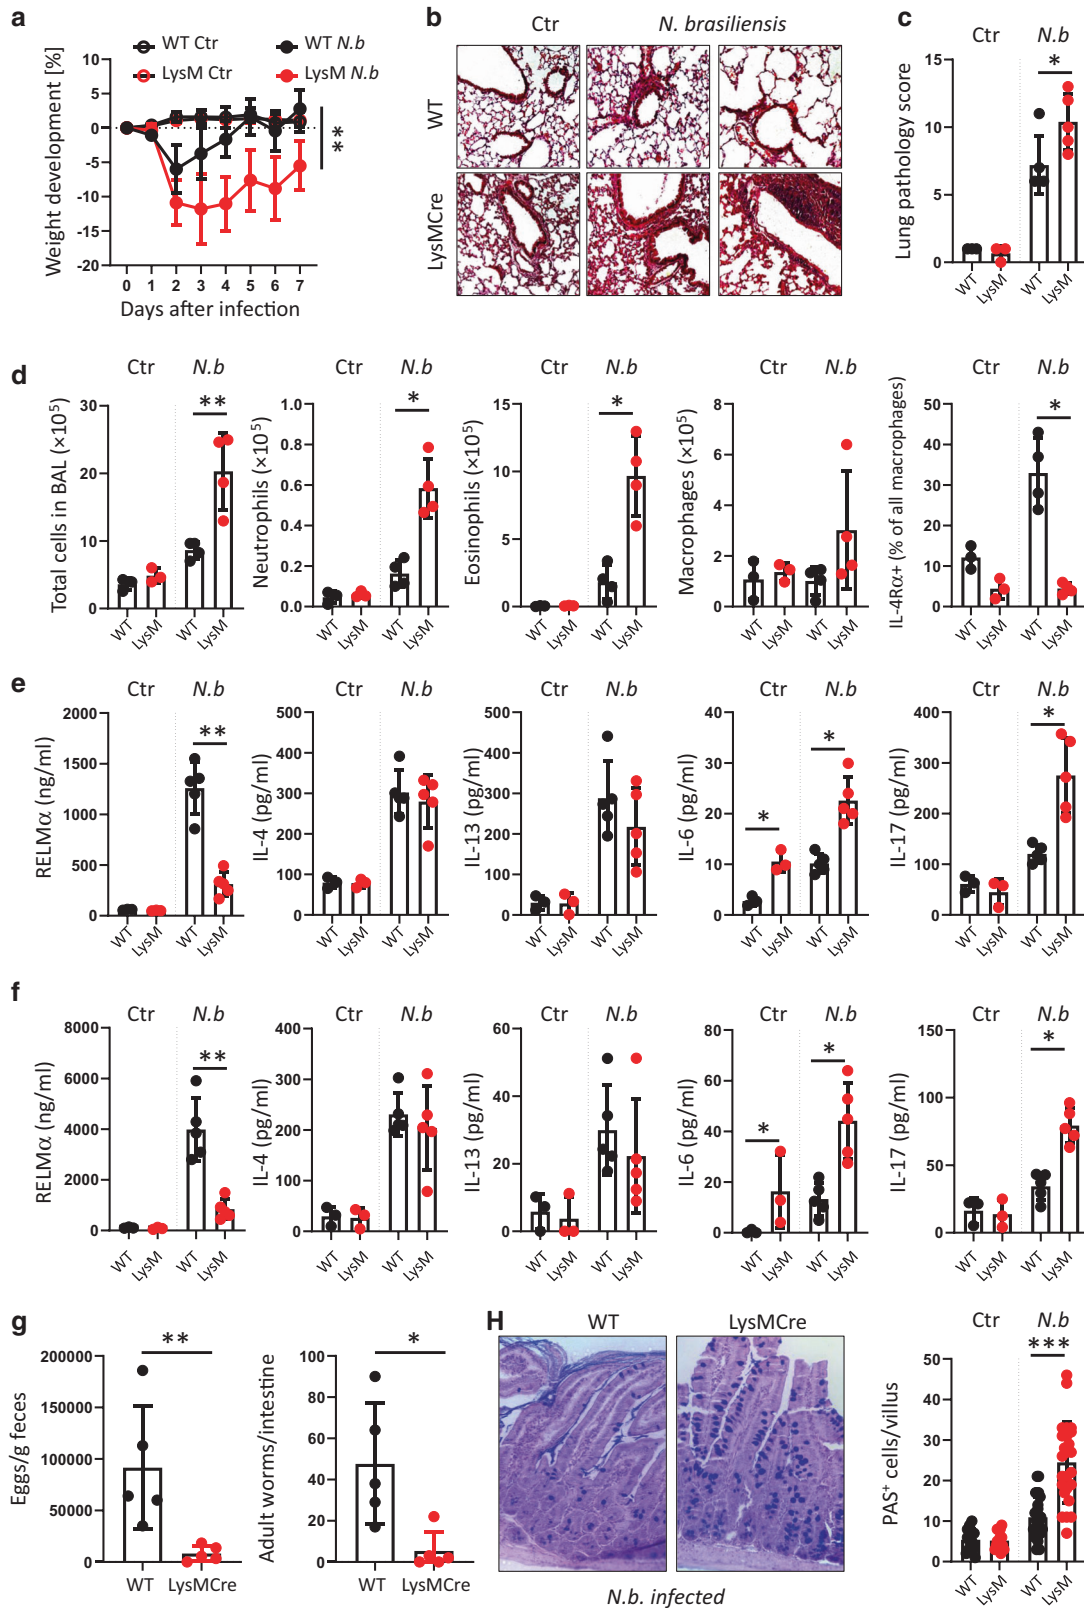 a
WT Ctr
WT N.b
LysM Ctr
LysM N.b
Weight development [%]
10
5
0
-5
-10
-15
-20
**
0 1 2 3 4 5 6 7
Days after infection
b
Ctr
N. brasiliensis
WT
LysMCre
c
Ctr N.b
Lung pathology score
15
10
5
0
*
WT LysM WT LysM
d
Ctr N.b
Total cells in BAL (×10⁵)
30
20
10
0
**
WT LysM WT LysM
Ctr N.b
Neutrophils (×10⁵)
1.0
0.8
0.6
0.4
0.2
0.0
*
WT LysM WT LysM
Ctr N.b
Eosinophils (×10⁵)
15
10
5
0
*
WT LysM WT LysM
Ctr N.b
Macrophages (×10⁵)
8
6
4
2
0
WT LysM WT LysM
Ctr N.b
IL-4Rα+ (% of all macrophages)
50
40
30
20
10
0
*
WT LysM WT LysM
e
Ctr N.b
RELMα (ng/ml)
2000
1500
1000
500
0
**
WT LysM WT LysM
Ctr N.b
IL-4 (pg/ml)
500
400
300
200
100
0
WT LysM WT LysM
Ctr N.b
IL-13 (pg/ml)
500
400
300
200
100
0
WT LysM WT LysM
Ctr N.b
IL-6 (pg/ml)
40
30
20
10
0
*
*
WT LysM WT LysM
Ctr N.b
IL-17 (pg/ml)
400
300
200
100
0
*
WT LysM WT LysM
f
Ctr N.b
RELMα (ng/ml)
8000
6000
4000
2000
0
**
WT LysM WT LysM
Ctr N.b
IL-4 (pg/ml)
400
300
200
100
0
WT LysM WT LysM
Ctr N.b
IL-13 (pg/ml)
60
40
20
0
WT LysM WT LysM
Ctr N.b
IL-6 (pg/ml)
80
60
40
20
0
*
*
WT LysM WT LysM
Ctr N.b
IL-17 (pg/ml)
150
100
50
0
*
WT LysM WT LysM
g
Eggs/g feces
200000
150000
100000
50000
0
**
WT LysMCre
Adult worms/intestine
100
80
60
40
20
0
*
WT LysMCre
H
WT
LysMCre
N.b. infected
Ctr N.b
PAS⁺ cells/villus
50
40
30
20
10
0
***
WT LysM WT LysM